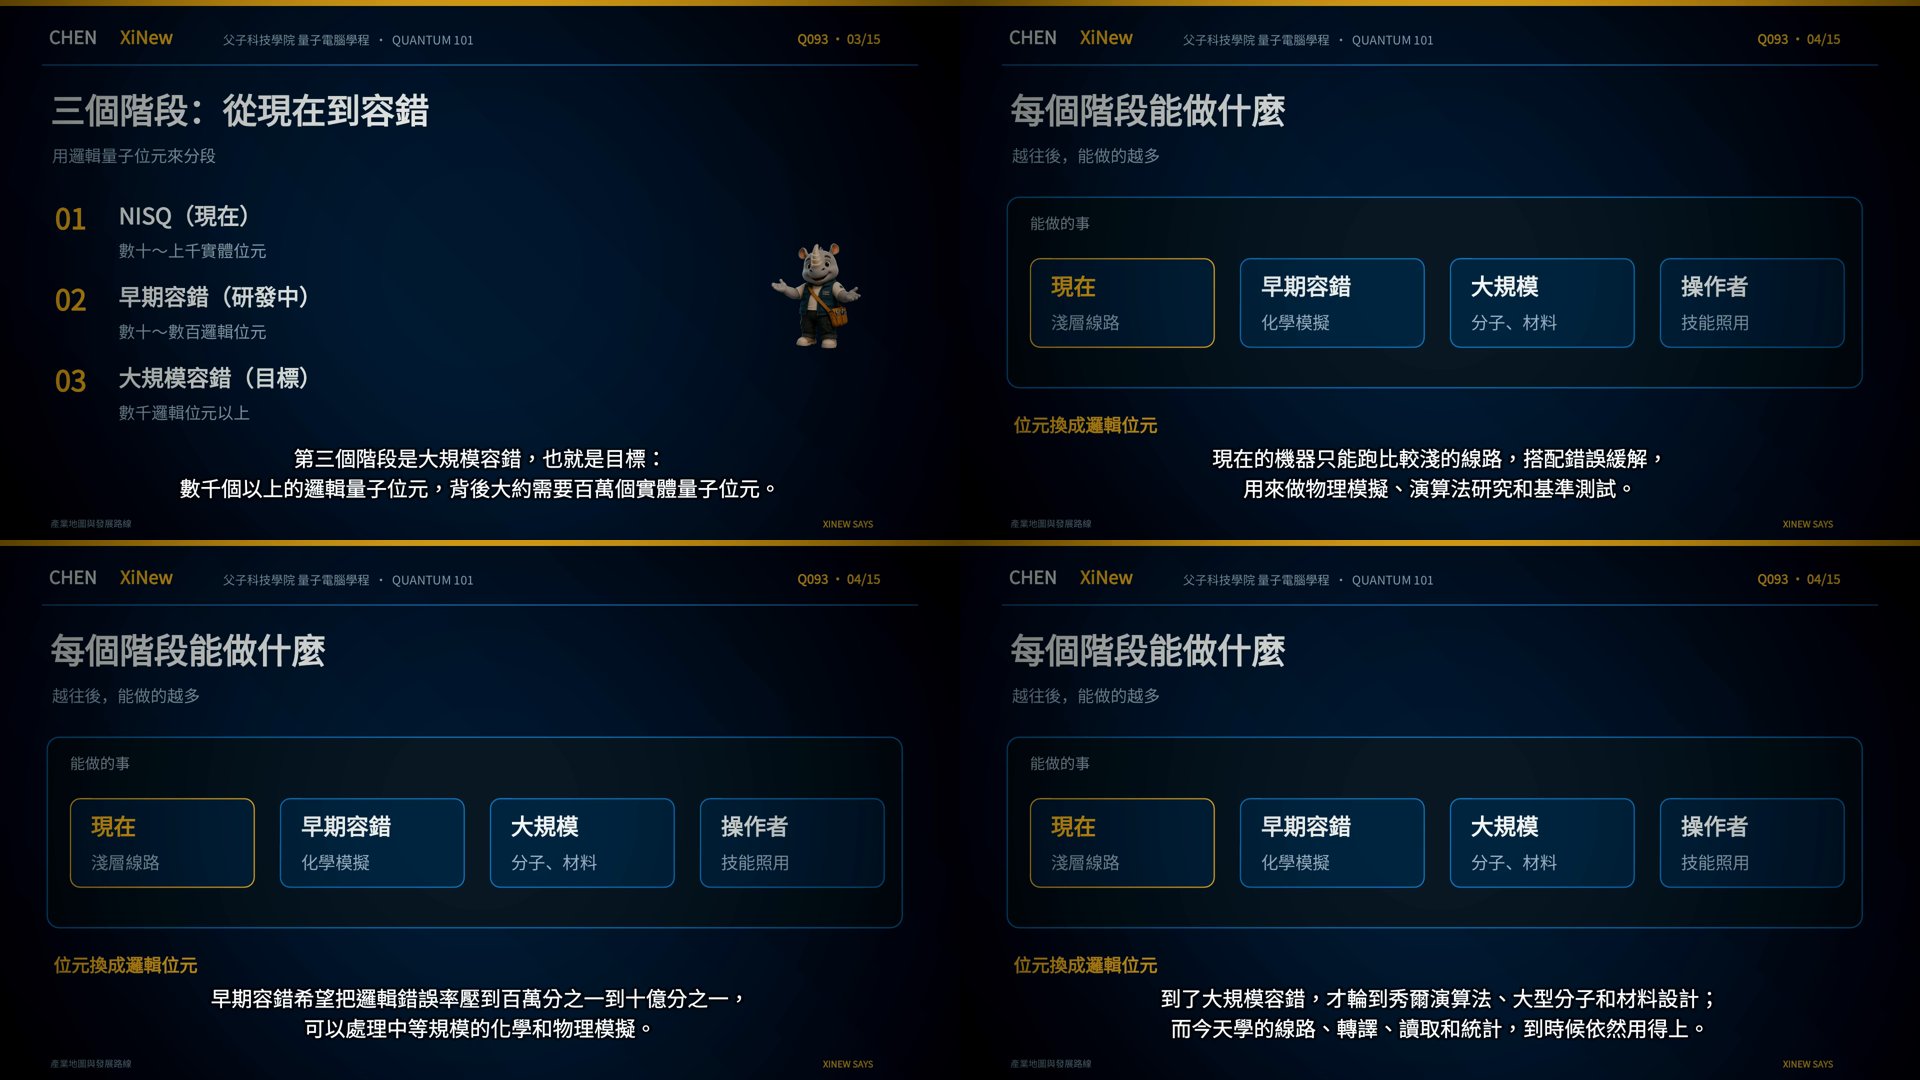 CHEN XiNew 父子科技學院 量子電腦學程 · QUANTUM 101 Q093 · 03/15
三個階段：從現在到容錯
用邏輯量子位元來分段
01 NISQ（現在）
數十～上千實體位元
02 早期容錯（研發中）
數十～數百邏輯位元
03 大規模容錯（目標）
數千邏輯位元以上
第三個階段是大規模容錯，也就是目標：
數千個以上的邏輯量子位元，背後大約需要百萬個實體量子位元。
產業地圖與發展路線 XINEW SAYS
CHEN XiNew 父子科技學院 量子電腦學程 · QUANTUM 101 Q093 · 04/15
每個階段能做什麼
越往後，能做的越多
能做的事
現在 早期容錯 大規模 操作者
淺層線路 化學模擬 分子、材料 技能照用
位元換成邏輯位元
現在的機器只能跑比較淺的線路，搭配錯誤緩解，
用來做物理模擬、演算法研究和基準測試。
產業地圖與發展路線 XINEW SAYS
CHEN XiNew 父子科技學院 量子電腦學程 · QUANTUM 101 Q093 · 04/15
每個階段能做什麼
越往後，能做的越多
能做的事
現在 早期容錯 大規模 操作者
淺層線路 化學模擬 分子、材料 技能照用
位元換成邏輯位元
早期容錯希望把邏輯錯誤率壓到百萬分之一到十億分之一，
可以處理中等規模的化學和物理模擬。
產業地圖與發展路線 XINEW SAYS
CHEN XiNew 父子科技學院 量子電腦學程 · QUANTUM 101 Q093 · 04/15
每個階段能做什麼
越往後，能做的越多
能做的事
現在 早期容錯 大規模 操作者
淺層線路 化學模擬 分子、材料 技能照用
位元換成邏輯位元
到了大規模容錯，才輪到秀爾演算法、大型分子和材料設計；
而今天學的線路、轉譯、讀取和統計，到時候依然用得上。
產業地圖與發展路線 XINEW SAYS